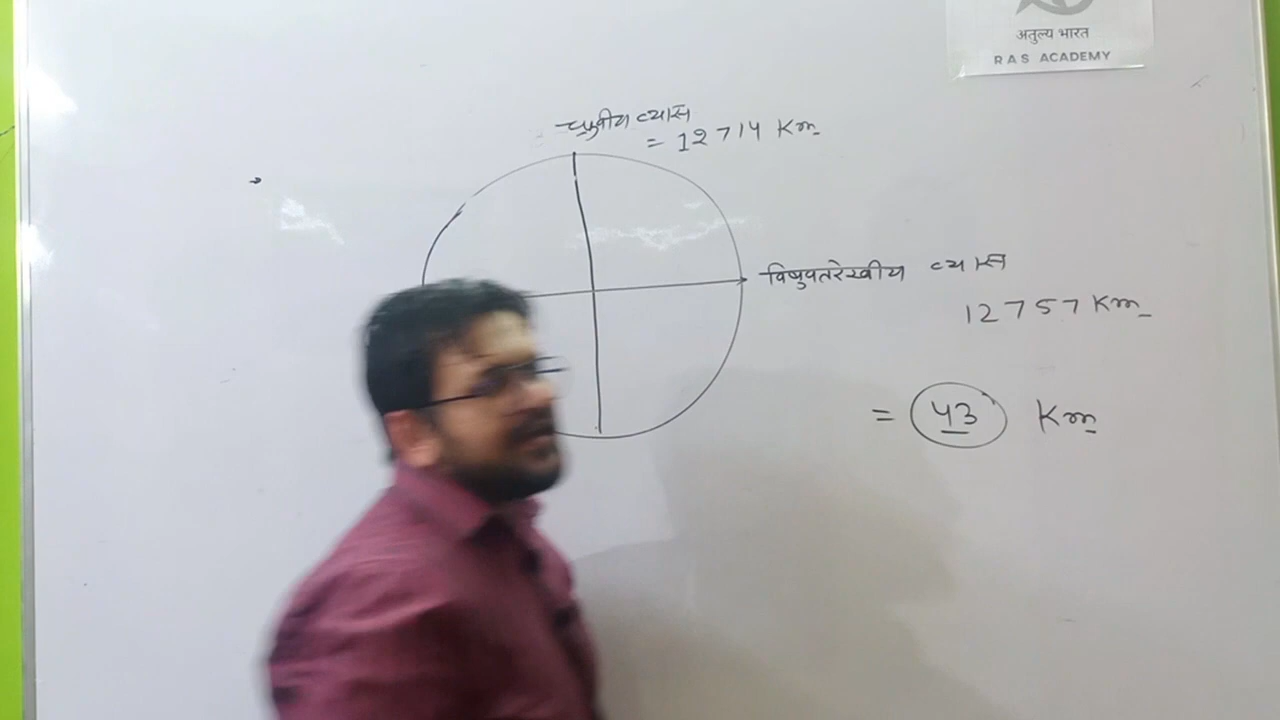 अतुल्य भारत
RAS ACADEMY
ध्रुवीय व्यास
= 12714 Km
विषुवतरेखीय व्यास
12757 Km
= 43 Km